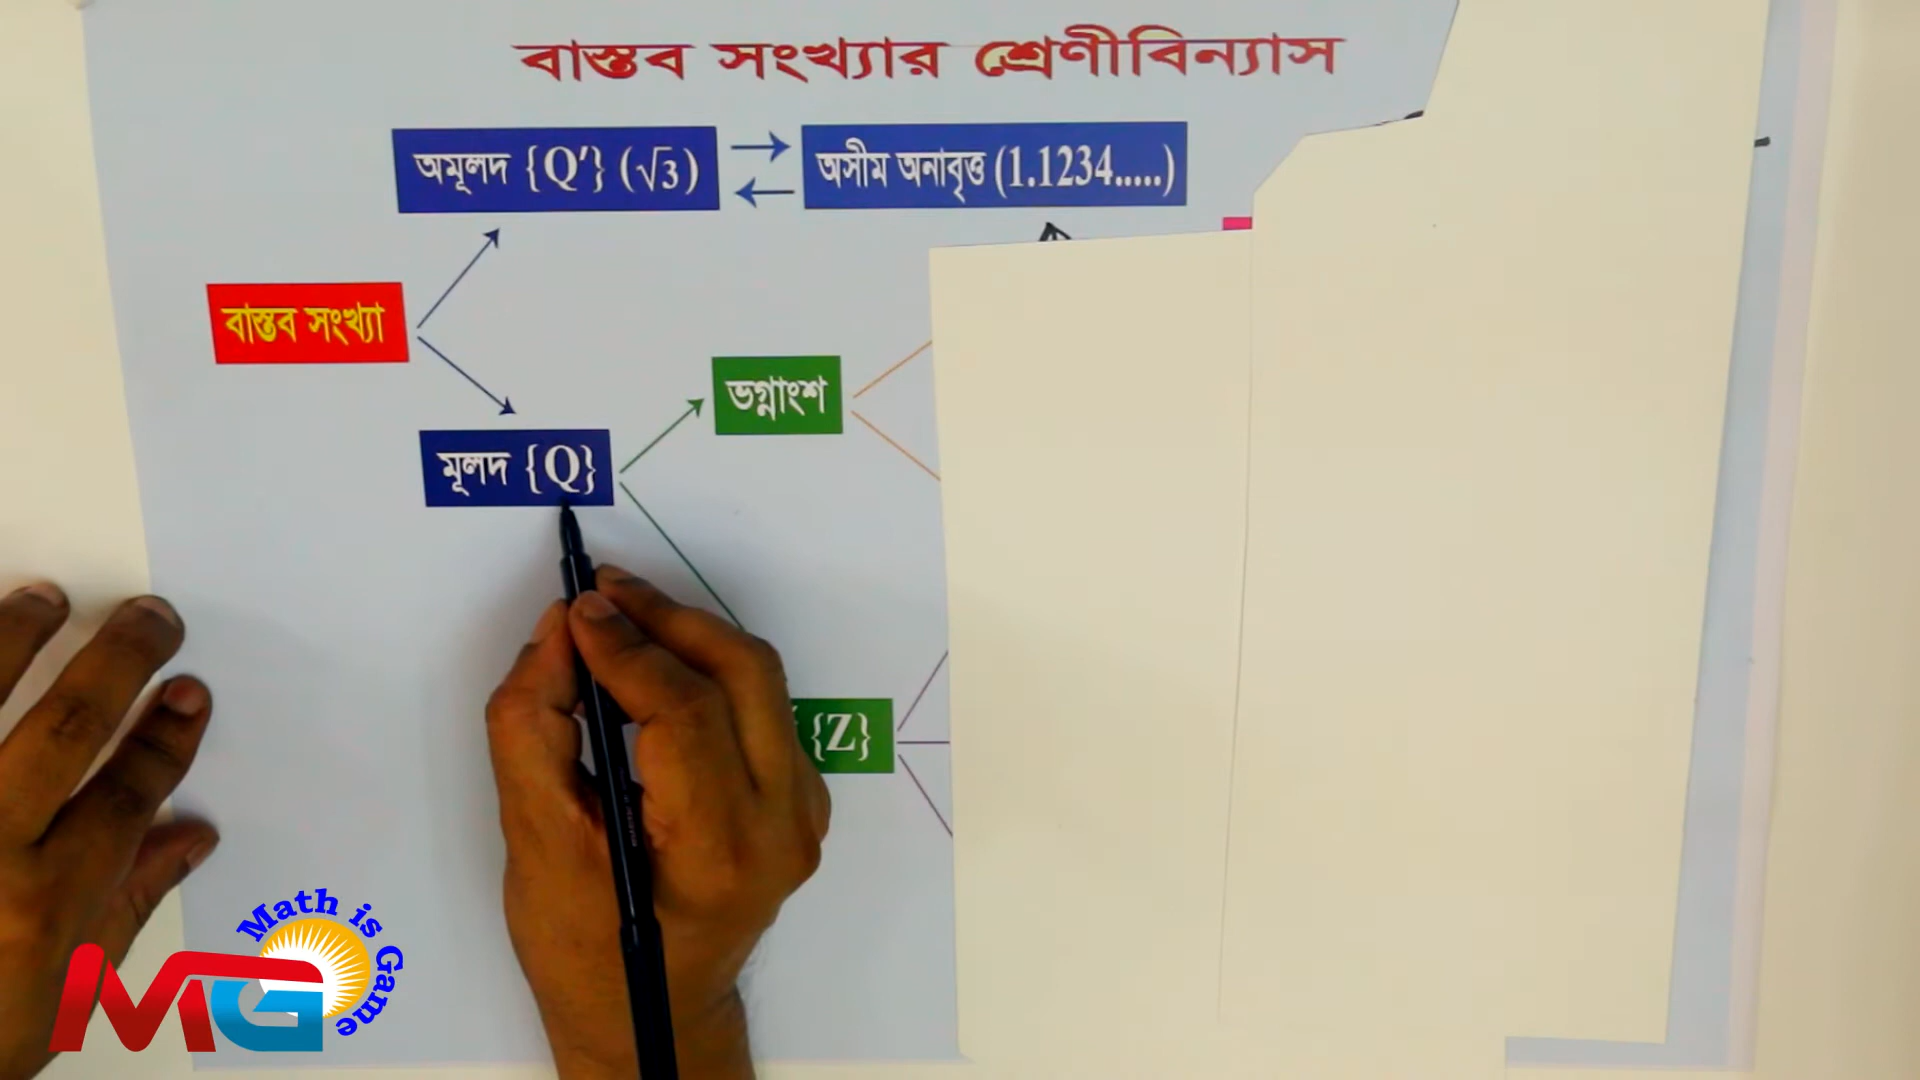 বাস্তব সংখ্যার শ্রেণীবিন্যাস
অমূলদ {Q′} (√3)
অসীম অনাবৃত্ত (1.1234.....)
বাস্তব সংখ্যা
ভগ্নাংশ
মূলদ {Q}
{Z}
Math is Game
MG